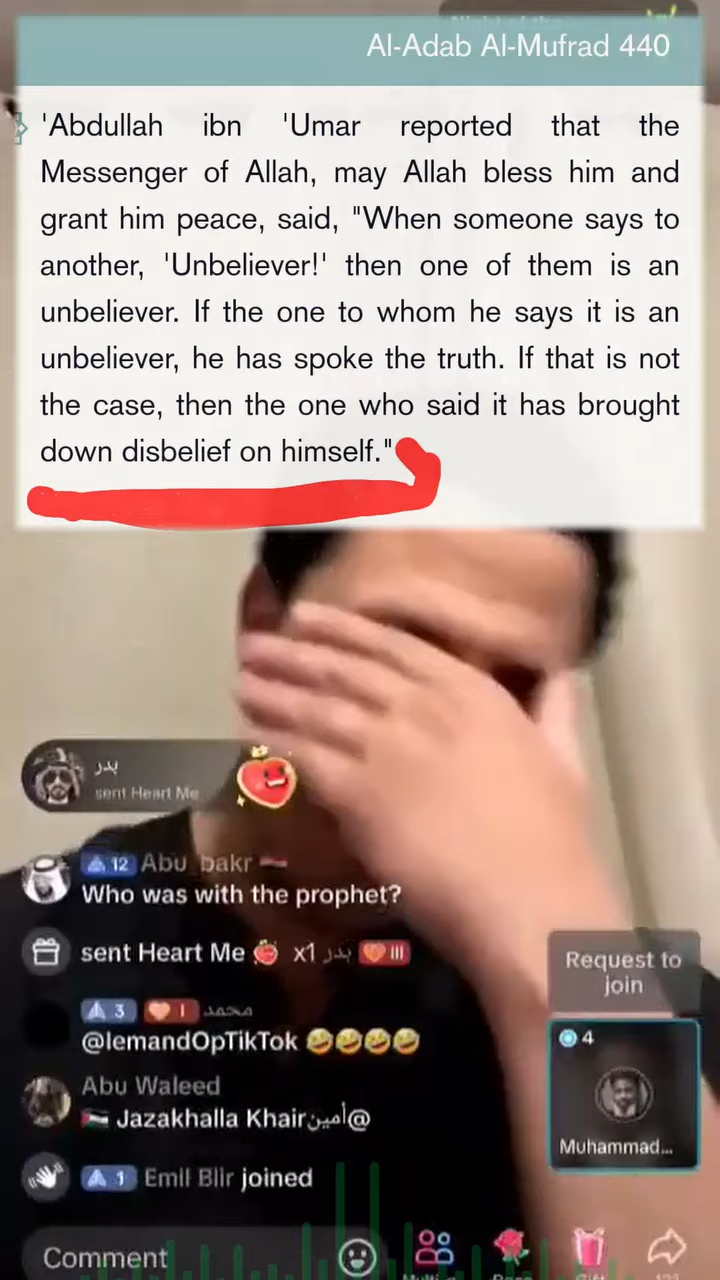 Al-Adab Al-Mufrad 440
'Abdullah ibn 'Umar reported that the
Messenger of Allah, may Allah bless him and
grant him peace, said, "When someone says to
another, 'Unbeliever!' then one of them is an
unbeliever. If the one to whom he says it is an
unbeliever, he has spoke the truth. If that is not
the case, then the one who said it has brought
down disbelief on himself."
بدر
sent Heart Me
12 Abu bakr
Who was with the prophet?
sent Heart Me x1 بدر III
3 I محمد
@lemandOpTikTok
Abu Waleed
Jazakhalla Khairأمين@
1 Emil Blir joined
Request to
join
4
Muhammad...
Comment